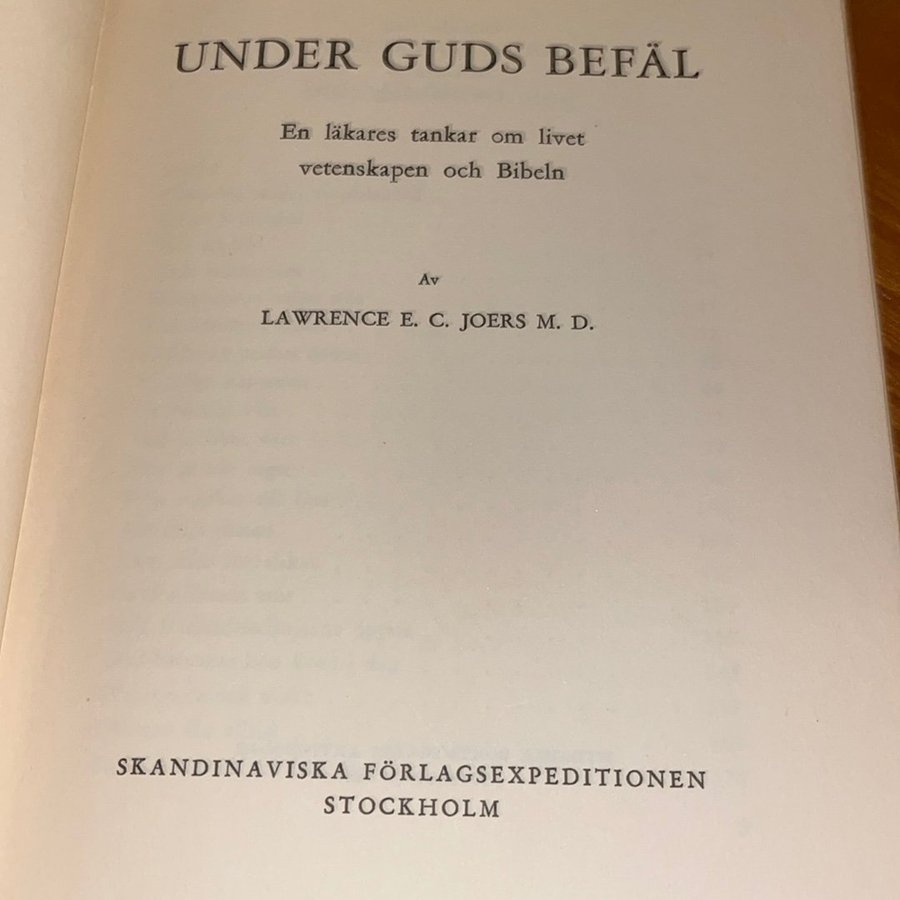 UNDER GUDS BEFÄL
En läkares tankar om livet
vetenskapen och Bibeln
Av
LAWRENCE E. C. JOERS M. D.
SKANDINAVISKA FÖRLAGSEXPEDITIONEN
STOCKHOLM